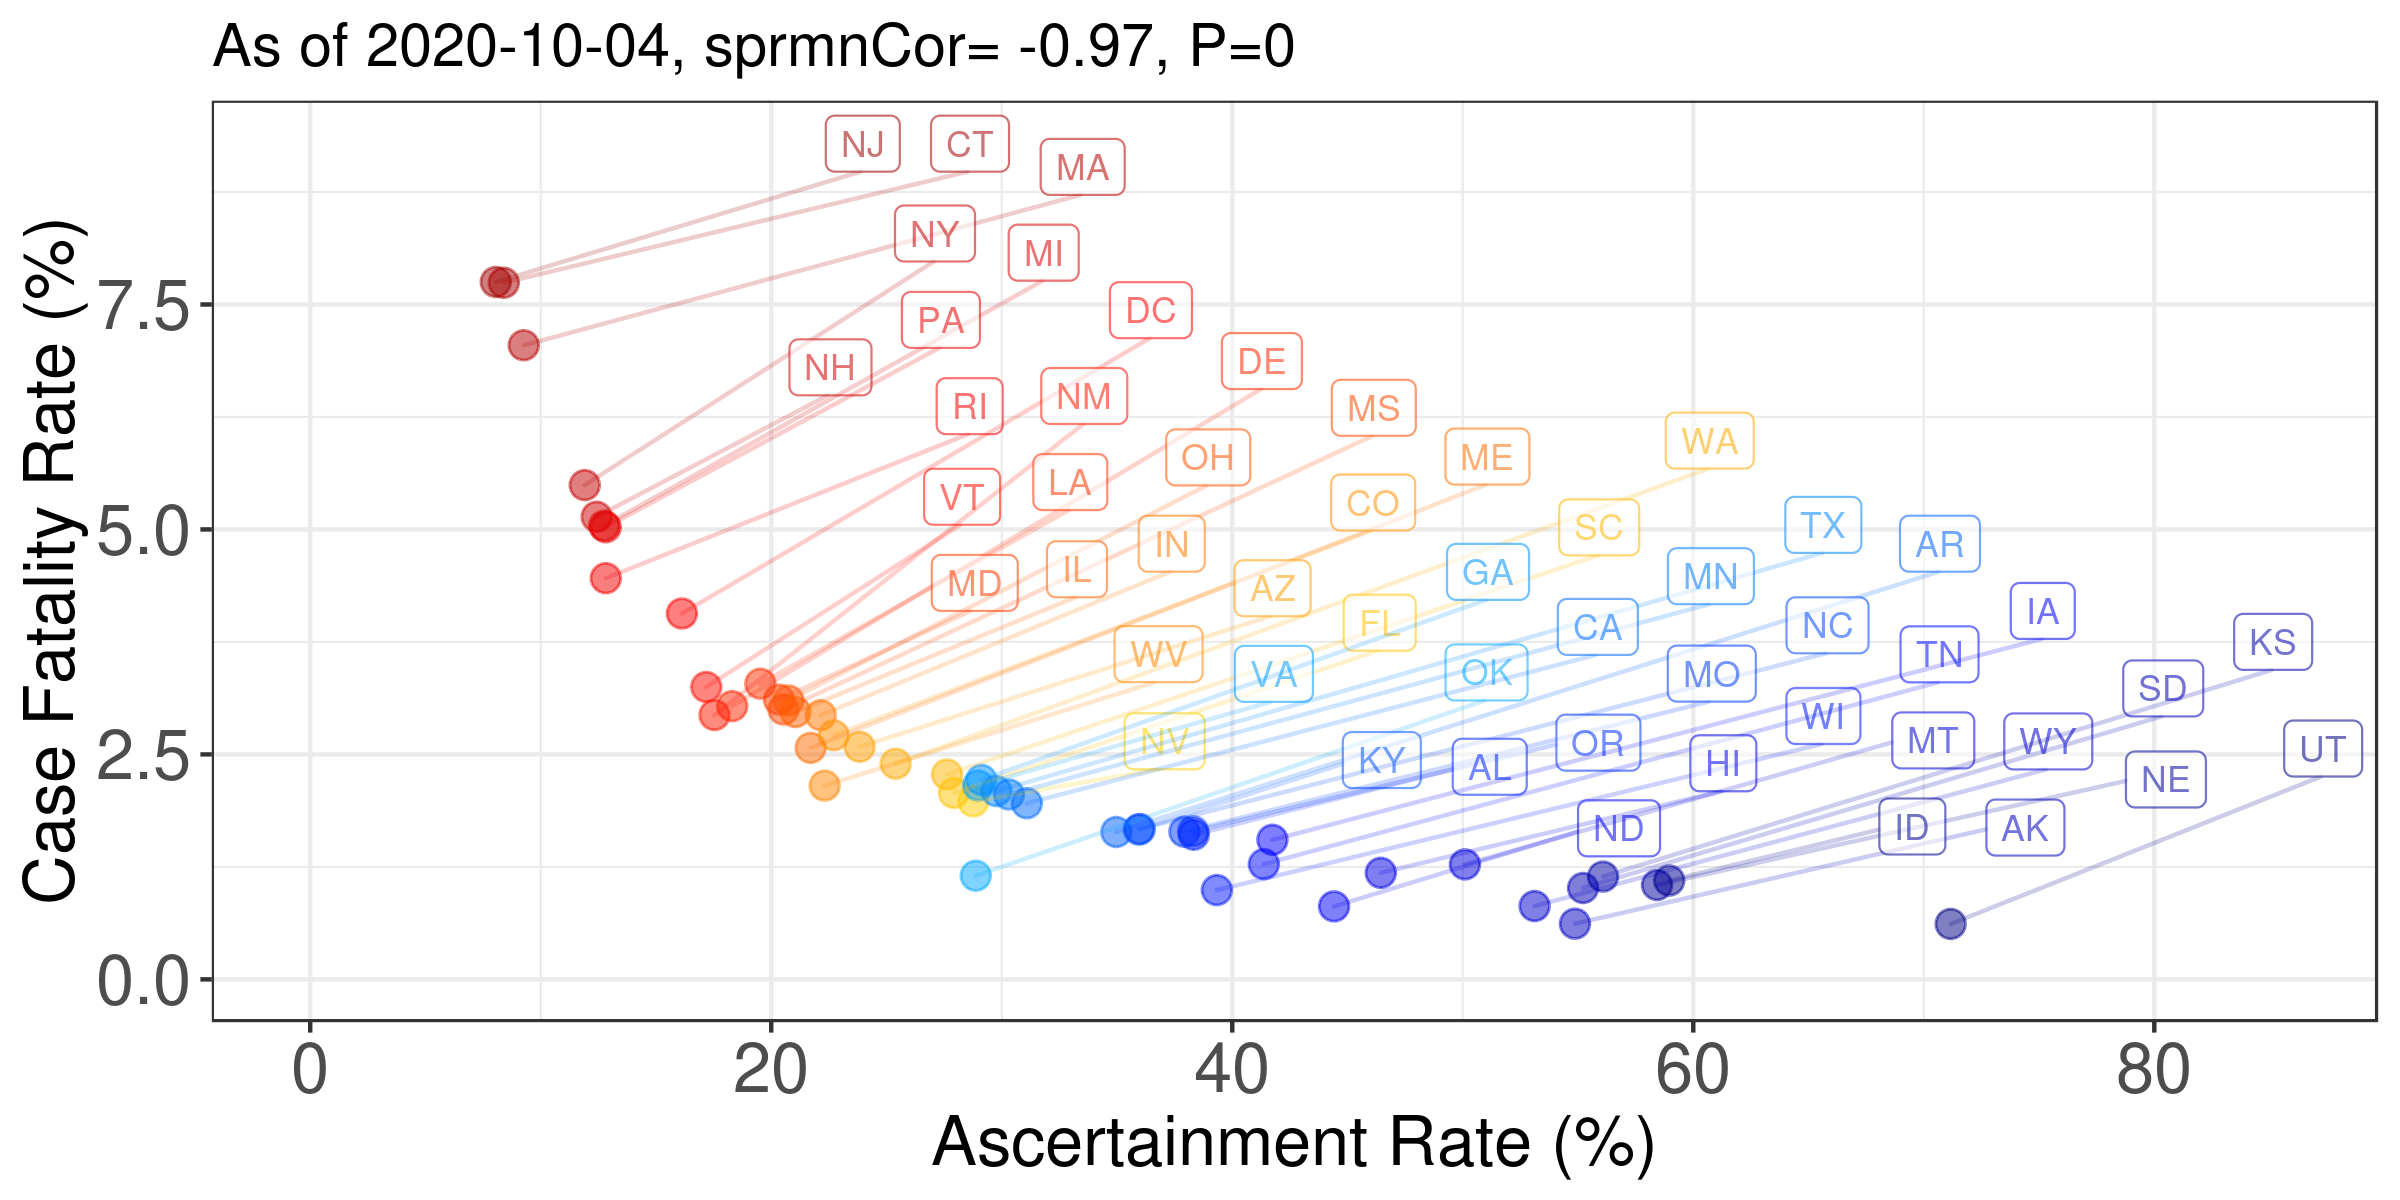 As of 2020-10-04, sprmnCor= -0.97, P=0
Case Fatality Rate (%)
7.5
5.0
2.5
0.0
NJ
CT
MA
NY
MI
DC
PA
NH
DE
RI
NM
MS
WA
OH
ME
VT
LA
CO
SC
TX
AR
MD
IL
IN
AZ
GA
MN
FL
CA
NC
IA
WV
VA
OK
MO
TN
KS
SD
NV
KY
AL
OR
HI
WI
MT
WY
UT
NE
ND
ID
AK
0
20
40
60
80
Ascertainment Rate (%)